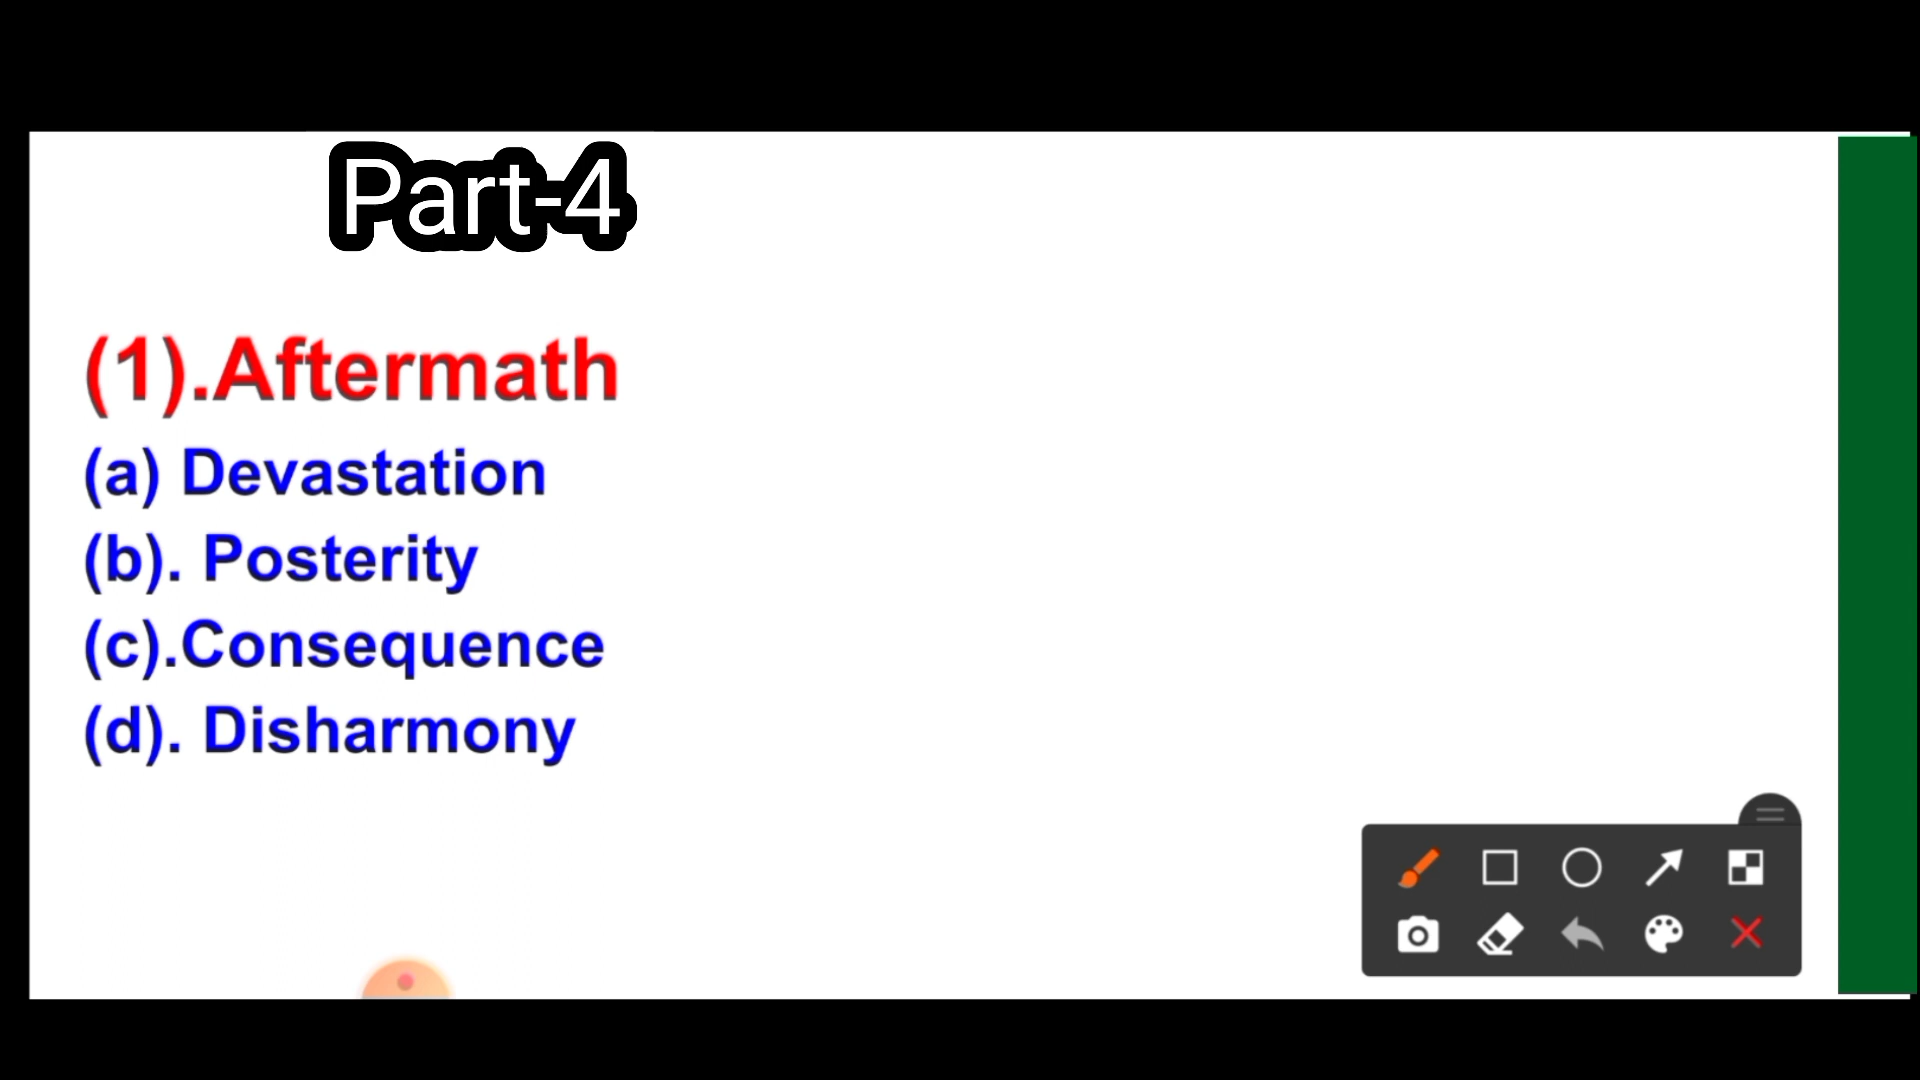 Part-4
(1).Aftermath
(a) Devastation
(b). Posterity
(c).Consequence
(d). Disharmony